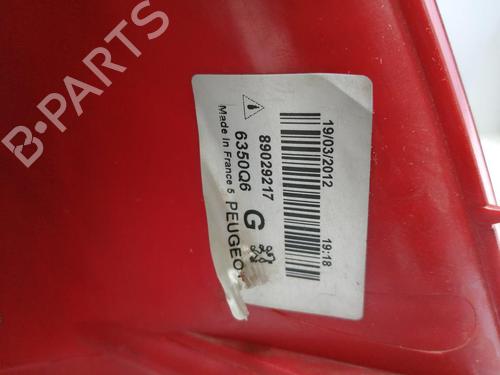 B-PARTS
19/03/2012 19:18
89029217
6350Q6 G
Made In France 5 PEUGEO